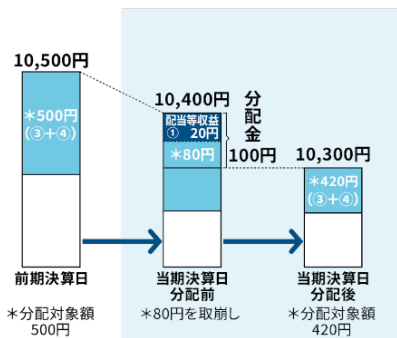 10,500円
＊500円
(③＋④)
前期決算日
＊分配対象額
500円
10,400円
配当等収益
① 20円
＊80円
分配金
100円
当期決算日
分配前
＊80円を取崩し
10,300円
＊420円
(③＋④)
当期決算日
分配後
＊分配対象額
420円